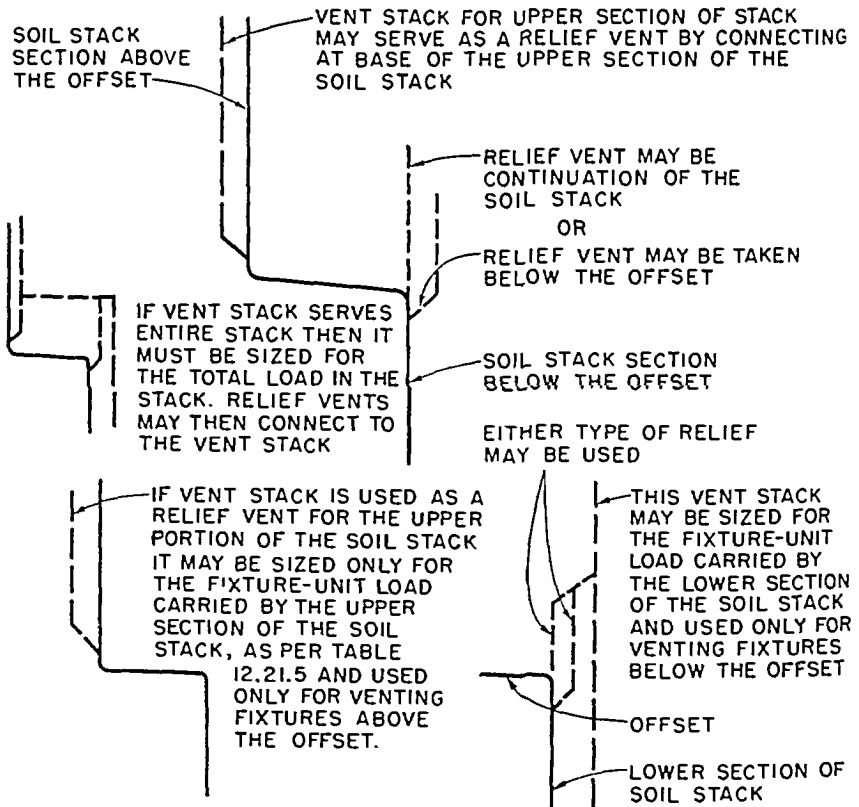 SOIL STACK
SECTION ABOVE
THE OFFSET
VENT STACK FOR UPPER SECTION OF STACK
MAY SERVE AS A RELIEF VENT BY CONNECTING
AT BASE OF THE UPPER SECTION OF THE
SOIL STACK
RELIEF VENT MAY BE
CONTINUATION OF THE
SOIL STACK
OR
RELIEF VENT MAY BE TAKEN
BELOW THE OFFSET
IF VENT STACK SERVES
ENTIRE STACK THEN IT
MUST BE SIZED FOR
THE TOTAL LOAD IN THE
STACK. RELIEF VENTS
MAY THEN CONNECT TO
THE VENT STACK
SOIL STACK SECTION
BELOW THE OFFSET
EITHER TYPE OF RELIEF
MAY BE USED
IF VENT STACK IS USED AS A
RELIEF VENT FOR THE UPPER
PORTION OF THE SOIL STACK
IT MAY BE SIZED ONLY FOR
THE FIXTURE-UNIT LOAD
CARRIED BY THE UPPER
SECTION OF THE SOIL
STACK, AS PER TABLE
12.21.5 AND USED
ONLY FOR VENTING
FIXTURES ABOVE
THE OFFSET.
THIS VENT STACK
MAY BE SIZED FOR
THE FIXTURE-UNIT
LOAD CARRIED BY
THE LOWER SECTION
OF THE SOIL STACK
AND USED ONLY FOR
VENTING FIXTURES
BELOW THE OFFSET
OFFSET
LOWER SECTION OF
SOIL STACK